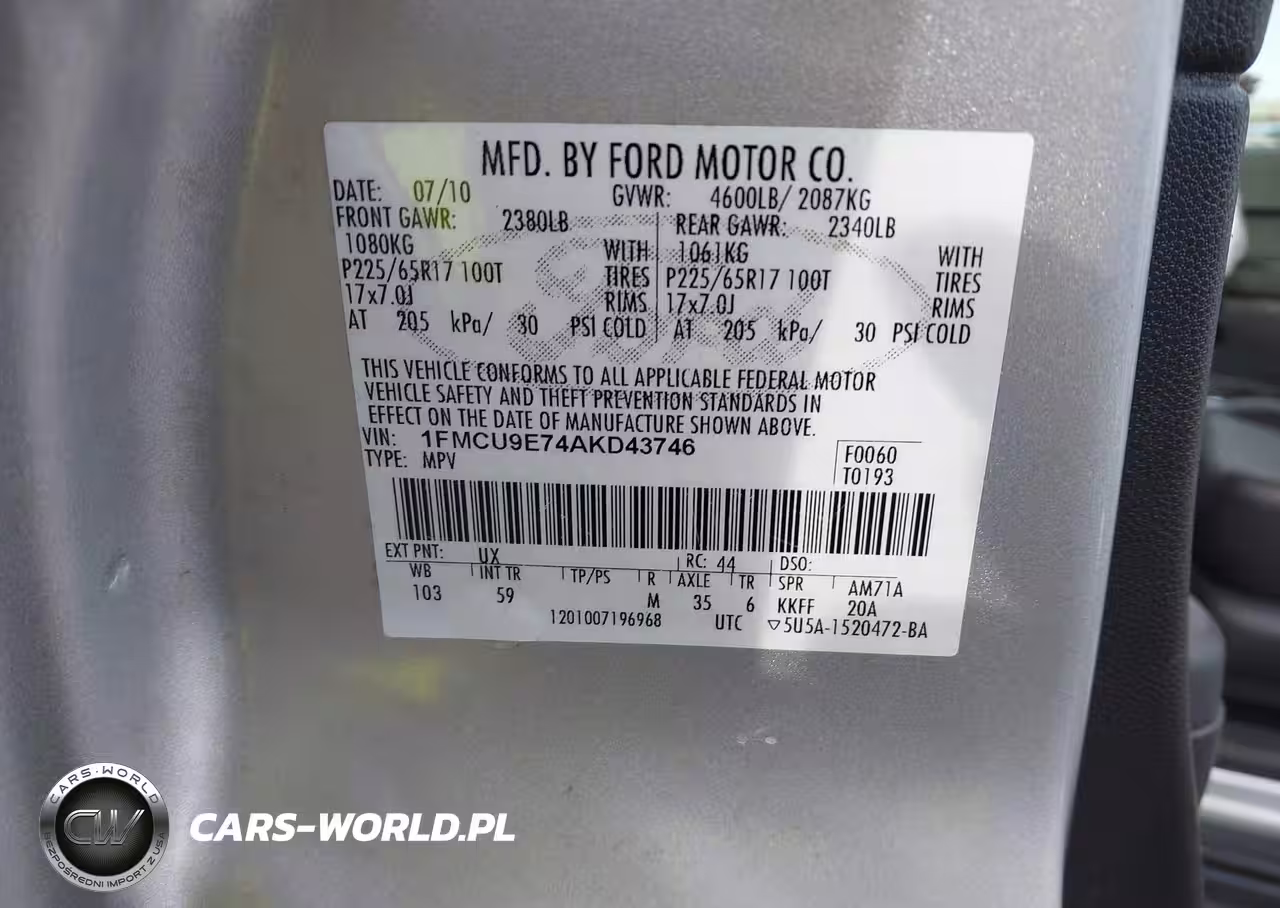 MFD. BY FORD MOTOR CO.
DATE: 07/10 GVWR: 4600LB/ 2087KG
FRONT GAWR: 2380LB REAR GAWR: 2340LB
1080KG WITH 1061KG WITH
P225/65R17 100T TIRES P225/65R17 100T TIRES
17x7.0J RIMS 17x7.0J RIMS
AT 205 kPa/ 30 PSI COLD AT 205 kPa/ 30 PSI COLD
Ford
THIS VEHICLE CONFORMS TO ALL APPLICABLE FEDERAL MOTOR
VEHICLE SAFETY AND THEFT PREVENTION STANDARDS IN
EFFECT ON THE DATE OF MANUFACTURE SHOWN ABOVE.
VIN: 1FMCU9E74AKD43746
TYPE: MPV
F0060
T0193
EXT PNT: UX RC: 44 DSO:
WB INT TR TP/PS R AXLE TR SPR AM71A
103 59 M 35 6 KKFF 20A
1201007196968 UTC ▽5U5A-1520472-BA
CARS-WORLD
CW
BEZPOŚREDNI IMPORT Z USA
CARS-WORLD.PL